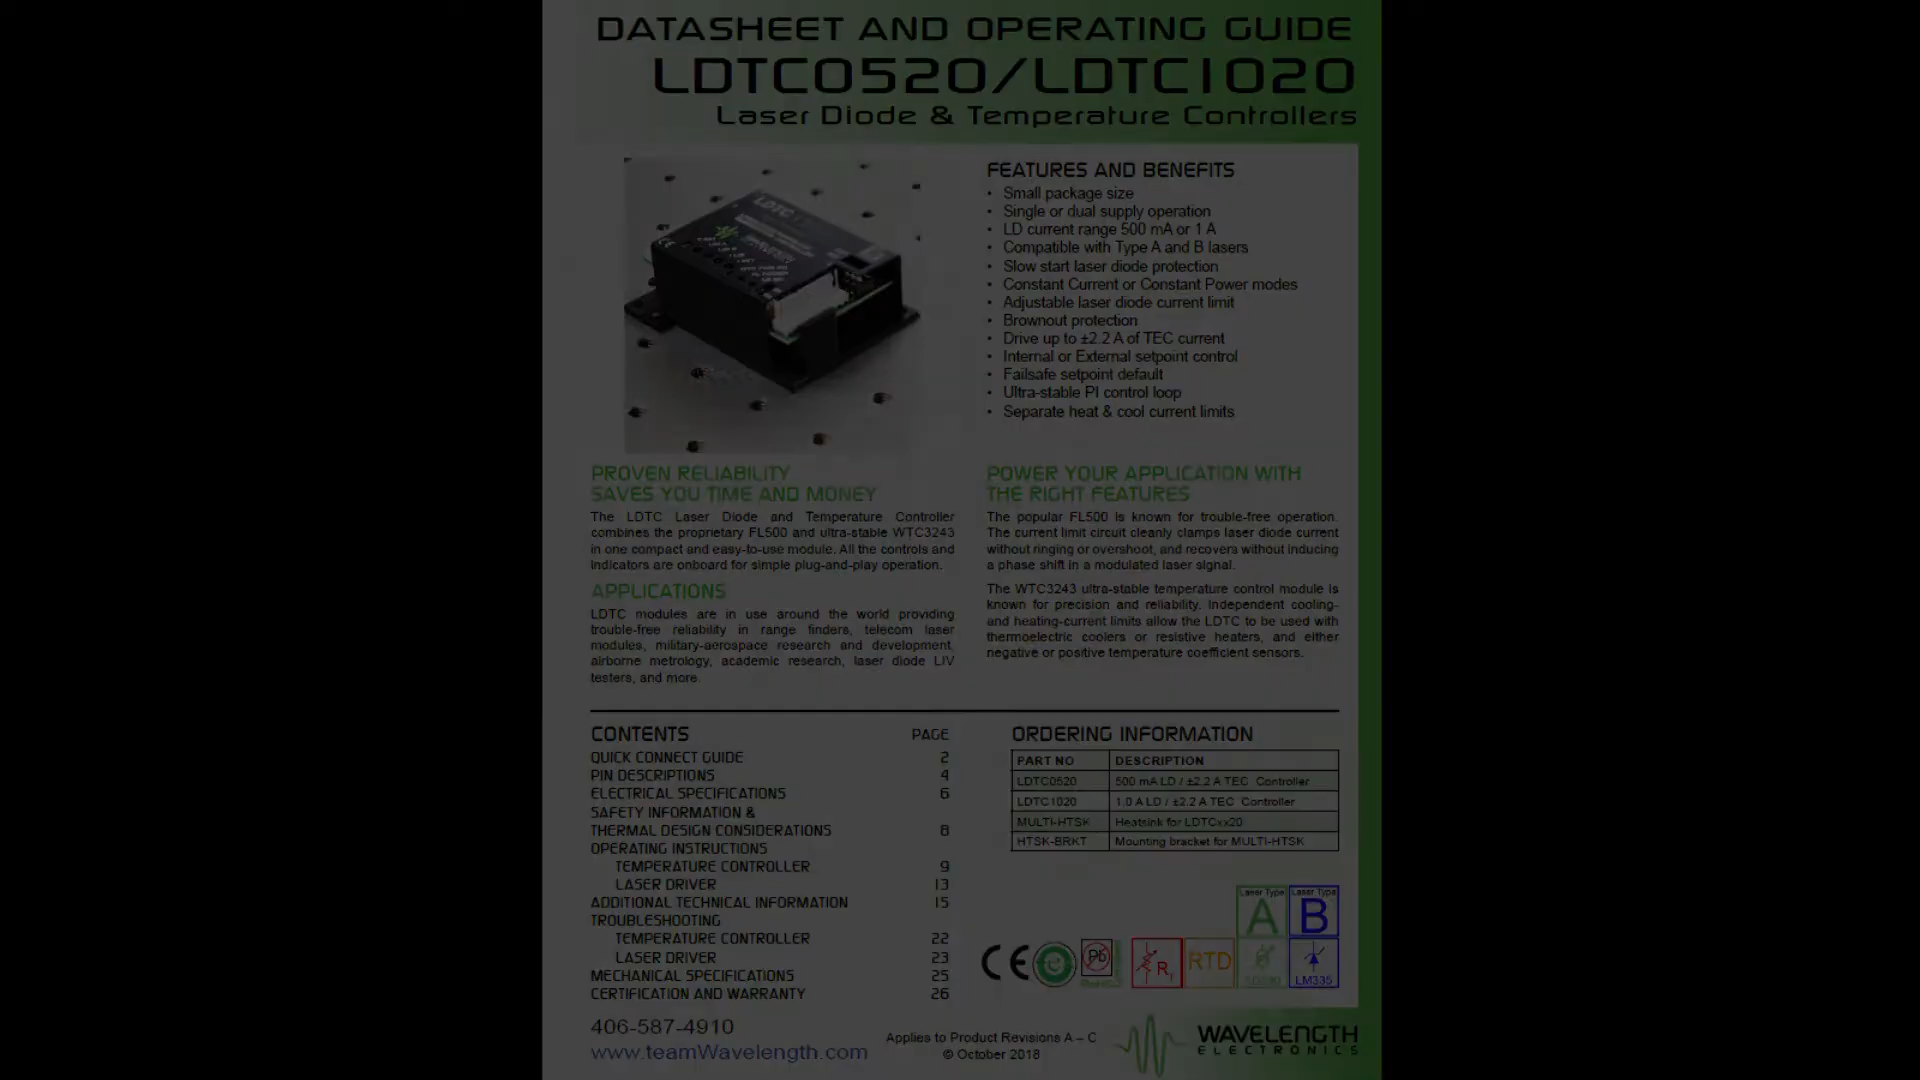 DATASHEET AND OPERATING GUIDE
LDTC0520/LDTC1020
Laser Diode & Temperature Controllers
LDTC
FEATURES AND BENEFITS
• Small package size
• Single or dual supply operation
• LD current range 500 mA or 1 A
• Compatible with Type A and B lasers
• Slow start laser diode protection
• Constant Current or Constant Power modes
• Adjustable laser diode current limit
• Brownout protection
• Drive up to ±2.2 A of TEC current
• Internal or External setpoint control
• Failsafe setpoint default
• Ultra-stable PI control loop
• Separate heat & cool current limits
PROVEN RELIABILITY
SAVES YOU TIME AND MONEY
The LDTC Laser Diode and Temperature Controller
combines the proprietary FL500 and ultra-stable WTC3243
in one compact and easy-to-use module. All the controls and
indicators are onboard for simple plug-and-play operation.
APPLICATIONS
LDTC modules are in use around the world providing
trouble-free reliability in range finders, telecom laser
modules, military-aerospace research and development,
airborne metrology, academic research, laser diode LIV
testers, and more.
POWER YOUR APPLICATION WITH
THE RIGHT FEATURES
The popular FL500 is known for trouble-free operation.
The current limit circuit cleanly clamps laser diode current
without ringing or overshoot, and recovers without inducing
a phase shift in a modulated laser signal.
The WTC3243 ultra-stable temperature control module is
known for precision and reliability. Independent cooling-
and heating-current limits allow the LDTC to be used with
thermoelectric coolers or resistive heaters, and either
negative or positive temperature coefficient sensors.
CONTENTS PAGE
QUICK CONNECT GUIDE 2
PIN DESCRIPTIONS 4
ELECTRICAL SPECIFICATIONS 6
SAFETY INFORMATION &
THERMAL DESIGN CONSIDERATIONS 8
OPERATING INSTRUCTIONS
TEMPERATURE CONTROLLER 9
LASER DRIVER 13
ADDITIONAL TECHNICAL INFORMATION 15
TROUBLESHOOTING
TEMPERATURE CONTROLLER 22
LASER DRIVER 23
MECHANICAL SPECIFICATIONS 25
CERTIFICATION AND WARRANTY 26
ORDERING INFORMATION
PART NO DESCRIPTION
LDTC0520 500 mA LD / ±2.2 A TEC Controller
LDTC1020 1.0 A LD / ±2.2 A TEC Controller
MULTI-HTSK Heatsink for LDTCxx20
HTSK-BRKT Mounting bracket for MULTI-HTSK
Laser Type Laser Type
A B
CE Pb RT RTD LM335
406-587-4910
www.teamWavelength.com
Applies to Product Revisions A – C
© October 2018
WAVELENGTH
ELECTRONICS